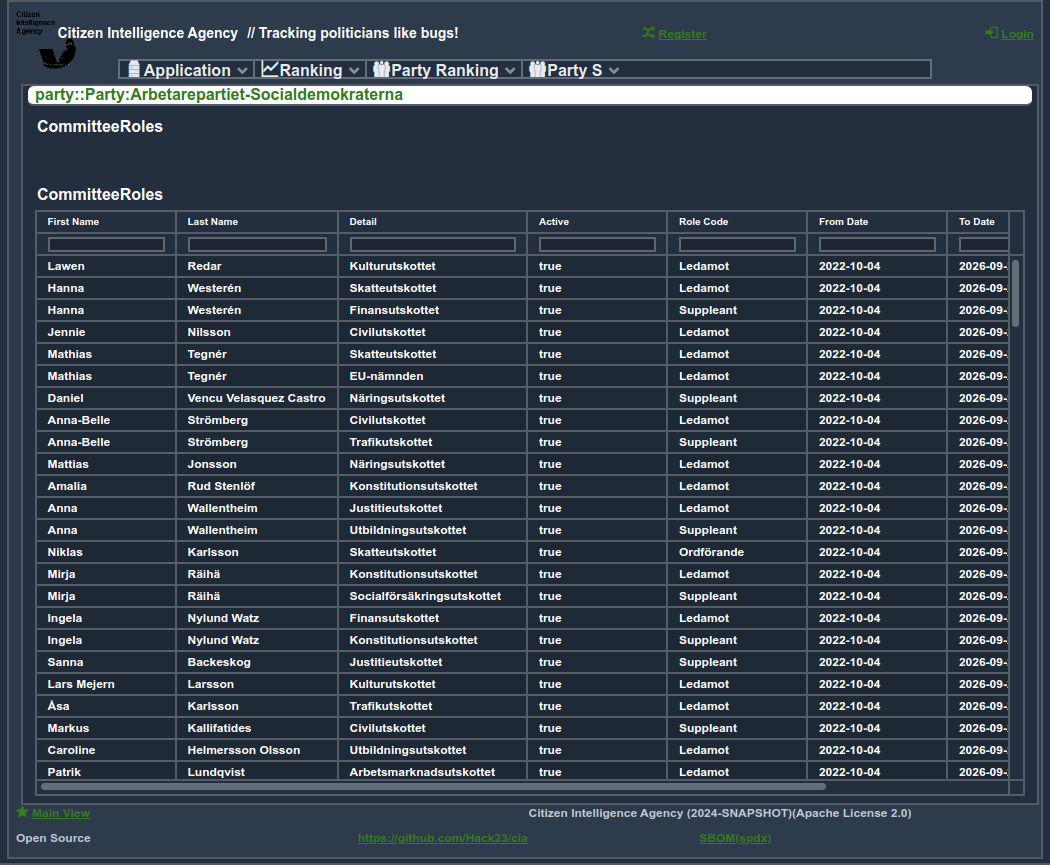 Citizen
Intelligence
Agency
Citizen Intelligence Agency // Tracking politicians like bugs!
Register
Login
Application Ranking Party Ranking Party S
party::Party:Arbetarepartiet-Socialdemokraterna
CommitteeRoles
CommitteeRoles
First Name Last Name Detail Active Role Code From Date To Date
Lawen Redar Kulturutskottet true Ledamot 2022-10-04 2026-09-
Hanna Westerén Skatteutskottet true Ledamot 2022-10-04 2026-09-
Hanna Westerén Finansutskottet true Suppleant 2022-10-04 2026-09-
Jennie Nilsson Civilutskottet true Ledamot 2022-10-04 2026-09-
Mathias Tegnér Skatteutskottet true Ledamot 2022-10-04 2026-09-
Mathias Tegnér EU-nämnden true Ledamot 2022-10-04 2026-09-
Daniel Vencu Velasquez Castro Näringsutskottet true Suppleant 2022-10-04 2026-09-
Anna-Belle Strömberg Civilutskottet true Ledamot 2022-10-04 2026-09-
Anna-Belle Strömberg Trafikutskottet true Suppleant 2022-10-04 2026-09-
Mattias Jonsson Näringsutskottet true Ledamot 2022-10-04 2026-09-
Amalia Rud Stenlöf Konstitutionsutskottet true Ledamot 2022-10-04 2026-09-
Anna Wallentheim Justitieutskottet true Ledamot 2022-10-04 2026-09-
Anna Wallentheim Utbildningsutskottet true Suppleant 2022-10-04 2026-09-
Niklas Karlsson Skatteutskottet true Ordförande 2022-10-04 2026-09-
Mirja Räihä Konstitutionsutskottet true Ledamot 2022-10-04 2026-09-
Mirja Räihä Socialförsäkringsutskottet true Suppleant 2022-10-04 2026-09-
Ingela Nylund Watz Finansutskottet true Ledamot 2022-10-04 2026-09-
Ingela Nylund Watz Konstitutionsutskottet true Suppleant 2022-10-04 2026-09-
Sanna Backeskog Justitieutskottet true Suppleant 2022-10-04 2026-09-
Lars Mejern Larsson Kulturutskottet true Ledamot 2022-10-04 2026-09-
Åsa Karlsson Trafikutskottet true Ledamot 2022-10-04 2026-09-
Markus Kallifatides Civilutskottet true Suppleant 2022-10-04 2026-09-
Caroline Helmersson Olsson Utbildningsutskottet true Ledamot 2022-10-04 2026-09-
Patrik Lundqvist Arbetsmarknadsutskottet true Ledamot 2022-10-04 2026-09-
Main View Citizen Intelligence Agency (2024-SNAPSHOT)(Apache License 2.0)
Open Source https://github.com/Hack23/cia SBOM(spdx)